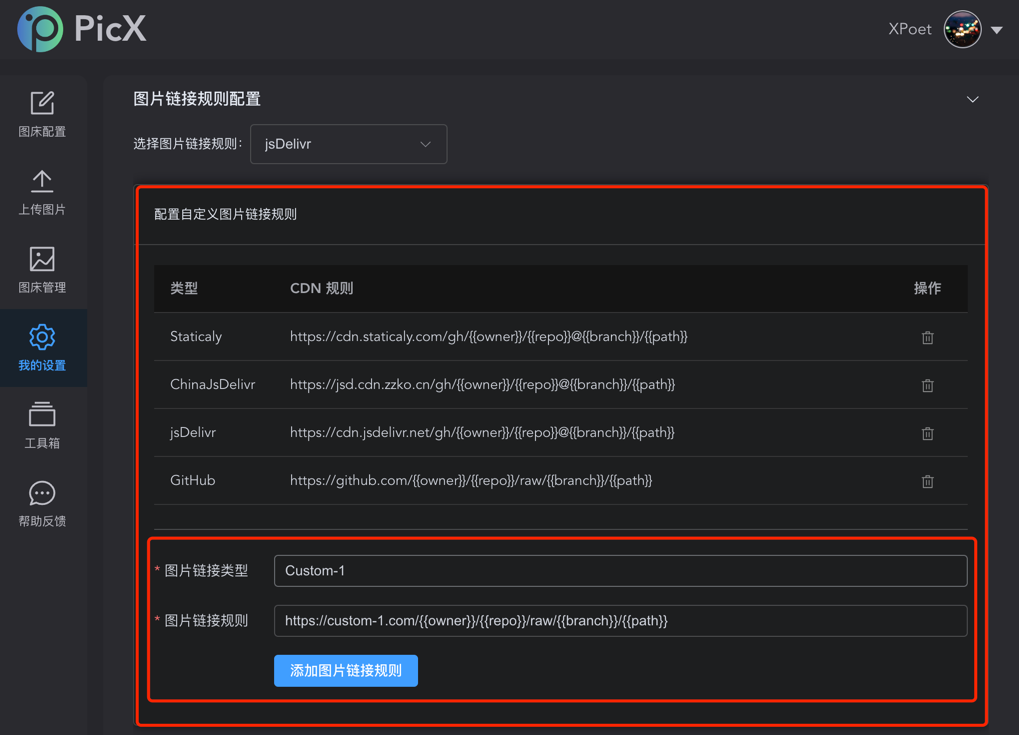 PicX
XPoet
图床配置
上传图片
图床管理
我的设置
工具箱
帮助反馈
图片链接规则配置
选择图片链接规则: jsDelivr
配置自定义图片链接规则
类型 CDN 规则 操作
Staticaly https://cdn.staticaly.com/gh/{{owner}}/{{repo}}@{{branch}}/{{path}}
ChinaJsDelivr https://jsd.cdn.zzko.cn/gh/{{owner}}/{{repo}}@{{branch}}/{{path}}
jsDelivr https://cdn.jsdelivr.net/gh/{{owner}}/{{repo}}@{{branch}}/{{path}}
GitHub https://github.com/{{owner}}/{{repo}}/raw/{{branch}}/{{path}}
* 图片链接类型 Custom-1
* 图片链接规则 https://custom-1.com/{{owner}}/{{repo}}/raw/{{branch}}/{{path}}
添加图片链接规则